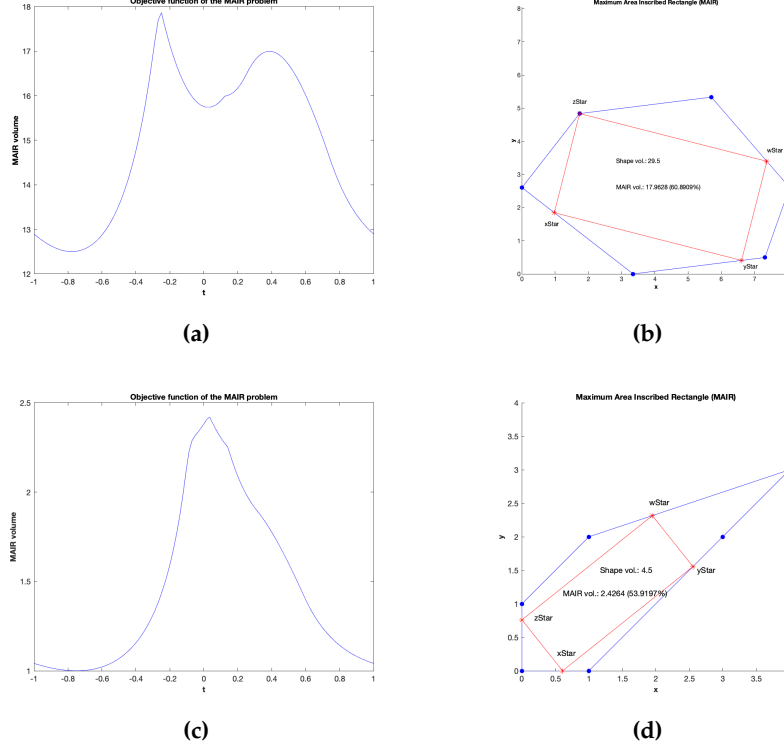 Objective function of the MAIR problem
18
17
16
15
14
13
12
MAIR volume
-1 -0.8 -0.6 -0.4 -0.2 0 0.2 0.4 0.6 0.8 1
t
(a)
Maximum Area Inscribed Rectangle (MAIR)
8
7
6
5
4
3
2
1
0
y
zStar
wStar
Shape vol.: 29.5
MAIR vol.: 17.9628 (60.8909%)
xStar
yStar
0 1 2 3 4 5 6 7
x
(b)
Objective function of the MAIR problem
2.5
2
1.5
1
MAIR volume
-1 -0.8 -0.6 -0.4 -0.2 0 0.2 0.4 0.6 0.8 1
t
(c)
Maximum Area Inscribed Rectangle (MAIR)
4
3.5
3
2.5
2
1.5
1
0.5
0
y
wStar
Shape vol.: 4.5
yStar
MAIR vol.: 2.4264 (53.9197%)
zStar
xStar
0 0.5 1 1.5 2 2.5 3 3.5
x
(d)